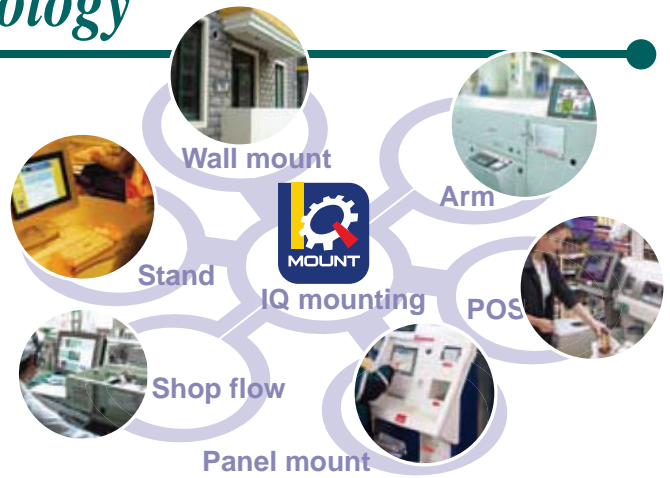 ology
Wall mount
Arm
MOUNT
Stand
IQ mounting
POS
Shop flow
Panel mount